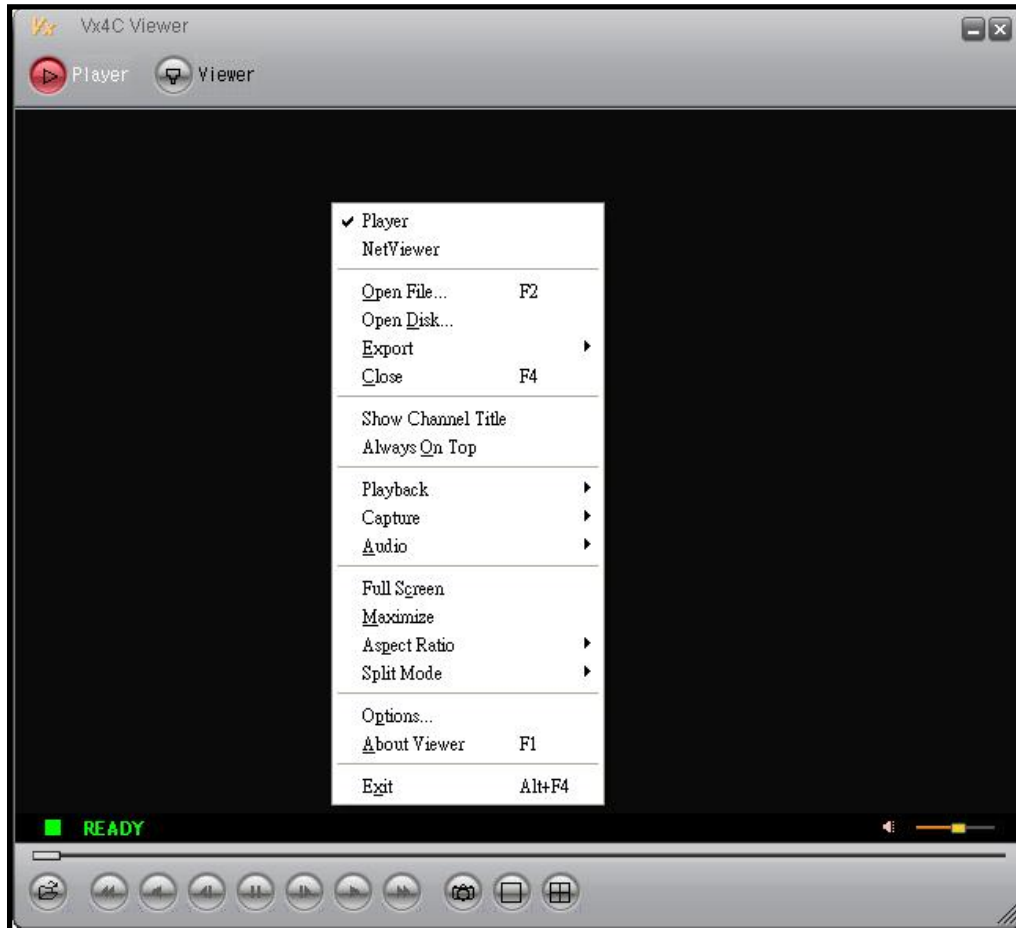 Vx Vx4C Viewer
Player Viewer
Player
NetViewer
Open File... F2
Open Disk...
Export
Close F4
Show Channel Title
Always On Top
Playback
Capture
Audio
Full Screen
Maximize
Aspect Ratio
Split Mode
Options...
About Viewer F1
Exit Alt+F4
READY